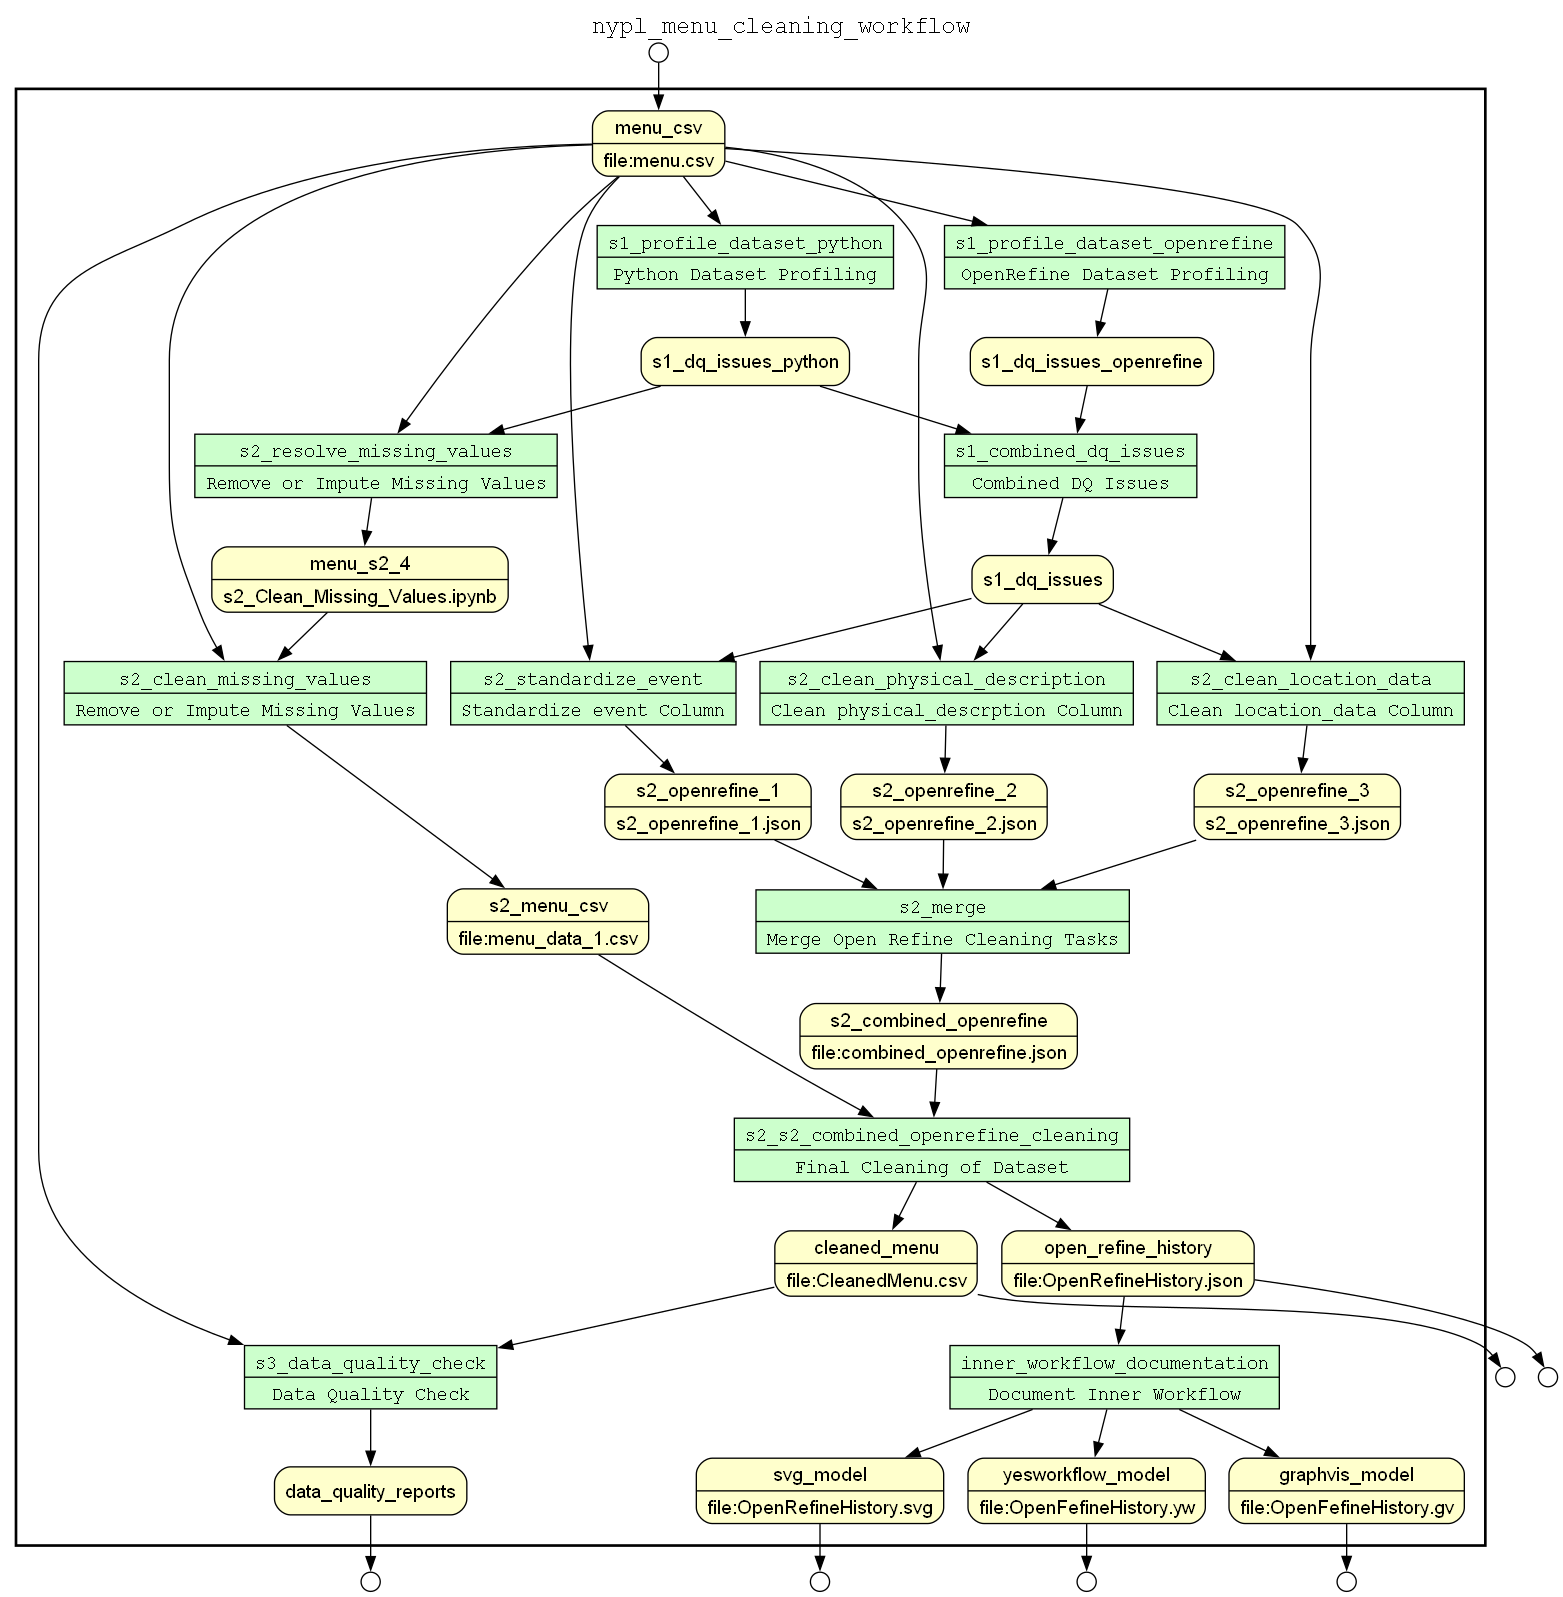 nypl_menu_cleaning_workflow
menu_csv
file:menu.csv
s1_profile_dataset_python
Python Dataset Profiling
s1_profile_dataset_openrefine
OpenRefine Dataset Profiling
s1_dq_issues_python
s1_dq_issues_openrefine
s2_resolve_missing_values
Remove or Impute Missing Values
s1_combined_dq_issues
Combined DQ Issues
menu_s2_4
s2_Clean_Missing_Values.ipynb
s1_dq_issues
s2_clean_missing_values
Remove or Impute Missing Values
s2_standardize_event
Standardize event Column
s2_clean_physical_description
Clean physical_descrption Column
s2_clean_location_data
Clean location_data Column
s2_openrefine_1
s2_openrefine_1.json
s2_openrefine_2
s2_openrefine_2.json
s2_openrefine_3
s2_openrefine_3.json
s2_menu_csv
file:menu_data_1.csv
s2_merge
Merge Open Refine Cleaning Tasks
s2_combined_openrefine
file:combined_openrefine.json
s2_s2_combined_openrefine_cleaning
Final Cleaning of Dataset
cleaned_menu
file:CleanedMenu.csv
open_refine_history
file:OpenRefineHistory.json
s3_data_quality_check
Data Quality Check
inner_workflow_documentation
Document Inner Workflow
data_quality_reports
svg_model
file:OpenRefineHistory.svg
yesworkflow_model
file:OpenFefineHistory.yw
graphvis_model
file:OpenFefineHistory.gv